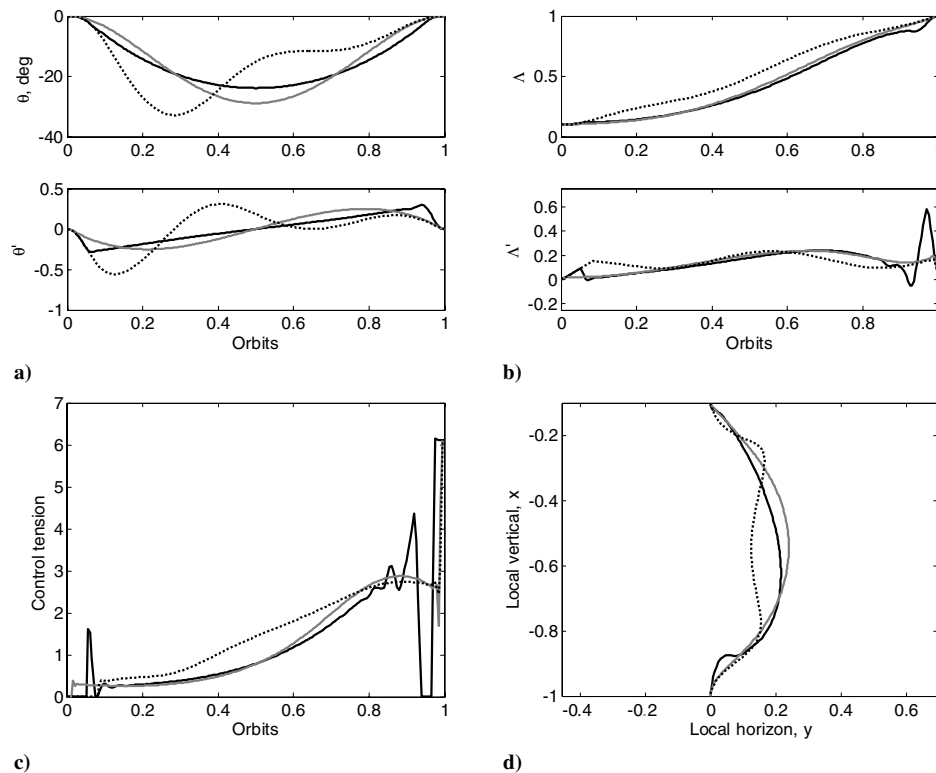 0
-20
-40
θ, deg
0 0.2 0.4 0.6 0.8 1
0.5
0
-0.5
-1
θ'
0 0.2 0.4 0.6 0.8 1
Orbits
a)
1
0.5
0
Λ
0 0.2 0.4 0.6 0.8 1
0.6
0.4
0.2
0
-0.2
Λ'
0 0.2 0.4 0.6 0.8 1
Orbits
b)
7
6
5
4
3
2
1
0
Control tension
0 0.2 0.4 0.6 0.8 1
Orbits
c)
-0.2
-0.4
-0.6
-0.8
-1
Local vertical, x
-0.4 -0.2 0 0.2 0.4 0.6
Local horizon, y
d)